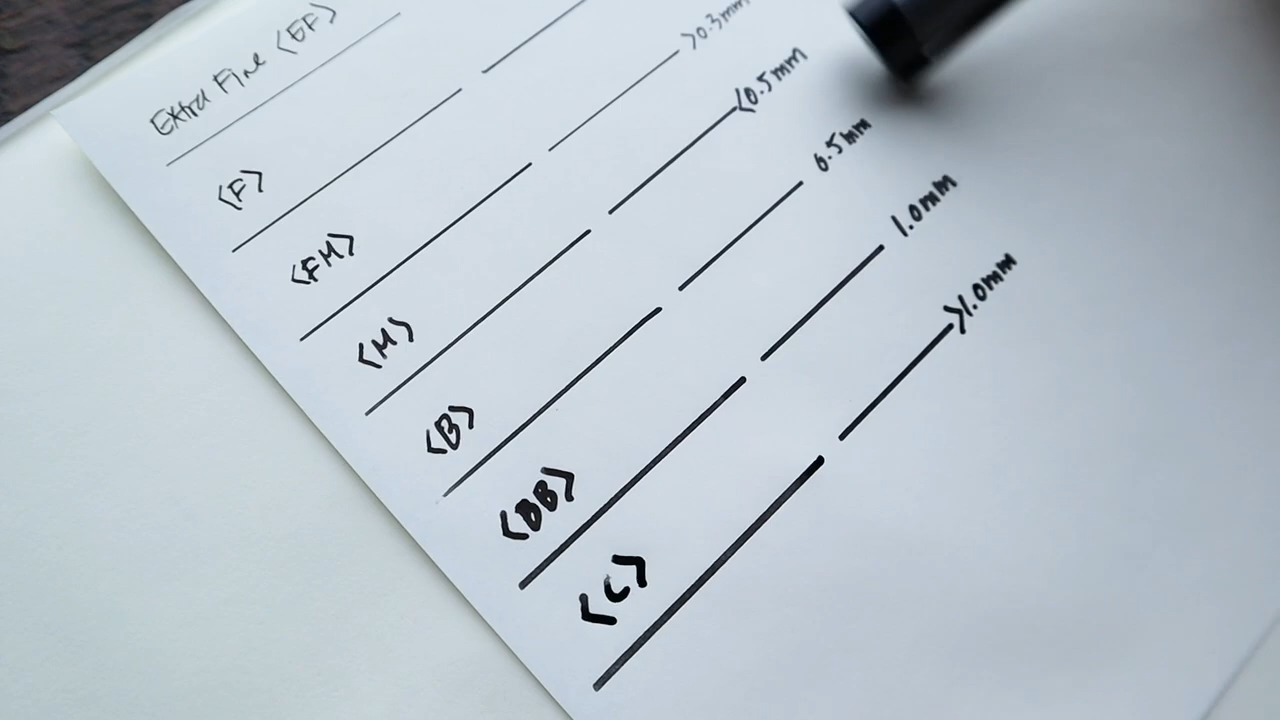 Extra Fine <EF>
<F>
<FM> >0.3mm
<M> <0.5mm
<B> 0.5mm
<BB> 1.0mm
<C> >1.0mm